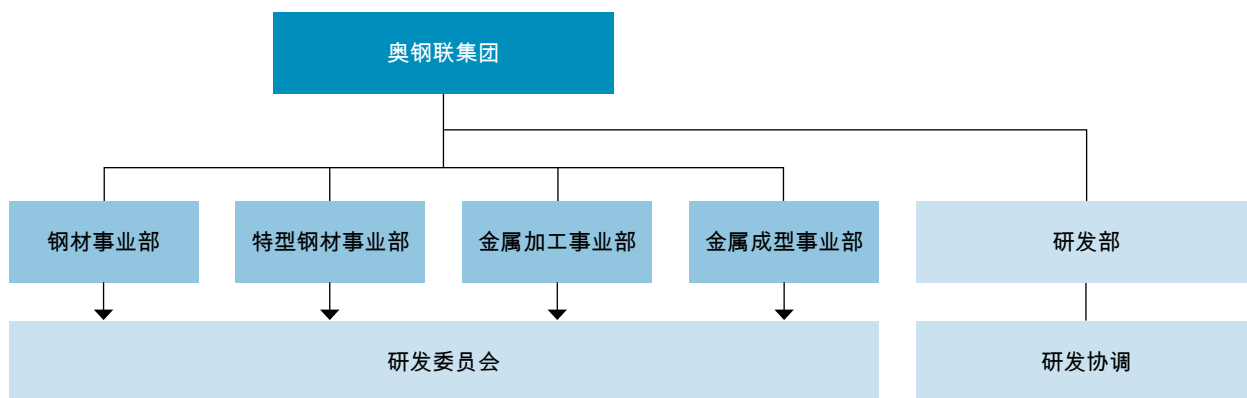 奥钢联集团
钢材事业部
特型钢材事业部
金属加工事业部
金属成型事业部
研发部
研发委员会
研发协调